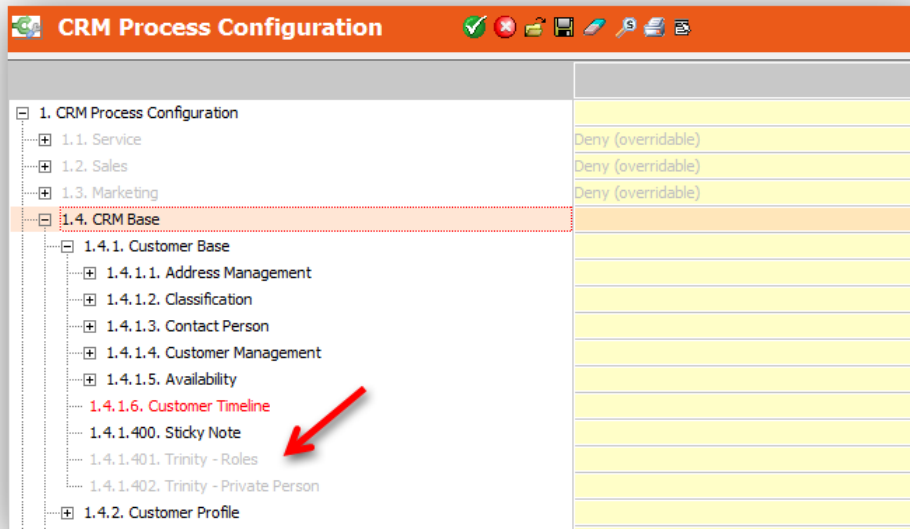 CRM Process Configuration
1. CRM Process Configuration
1.1. Service Deny (overridable)
1.2. Sales Deny (overridable)
1.3. Marketing Deny (overridable)
1.4. CRM Base
1.4.1. Customer Base
1.4.1.1. Address Management
1.4.1.2. Classification
1.4.1.3. Contact Person
1.4.1.4. Customer Management
1.4.1.5. Availability
1.4.1.6. Customer Timeline
1.4.1.400. Sticky Note
1.4.1.401. Trinity - Roles
1.4.1.402. Trinity - Private Person
1.4.2. Customer Profile